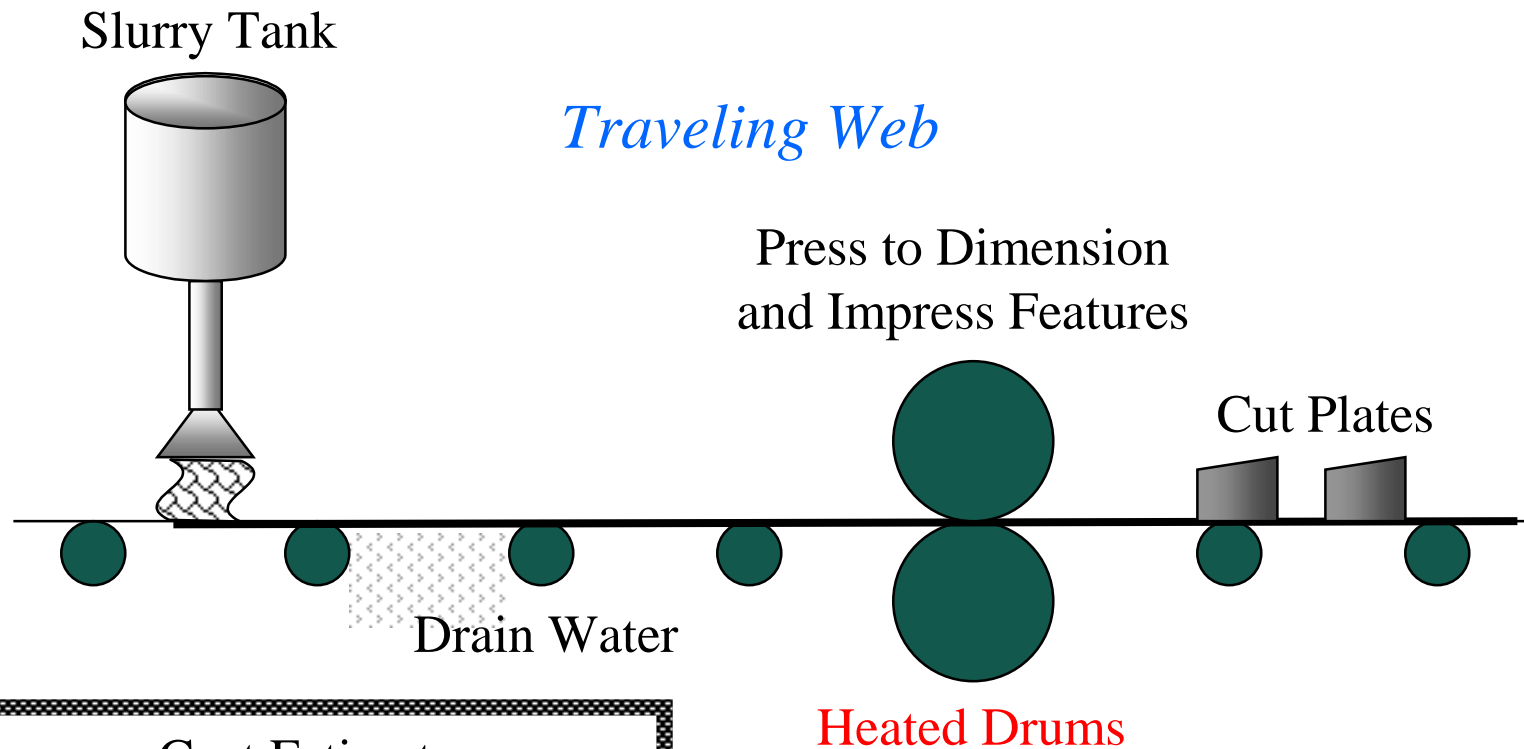 Slurry Tank
Traveling Web
Press to Dimension
and Impress Features
Cut Plates
Drain Water
Heated Drums